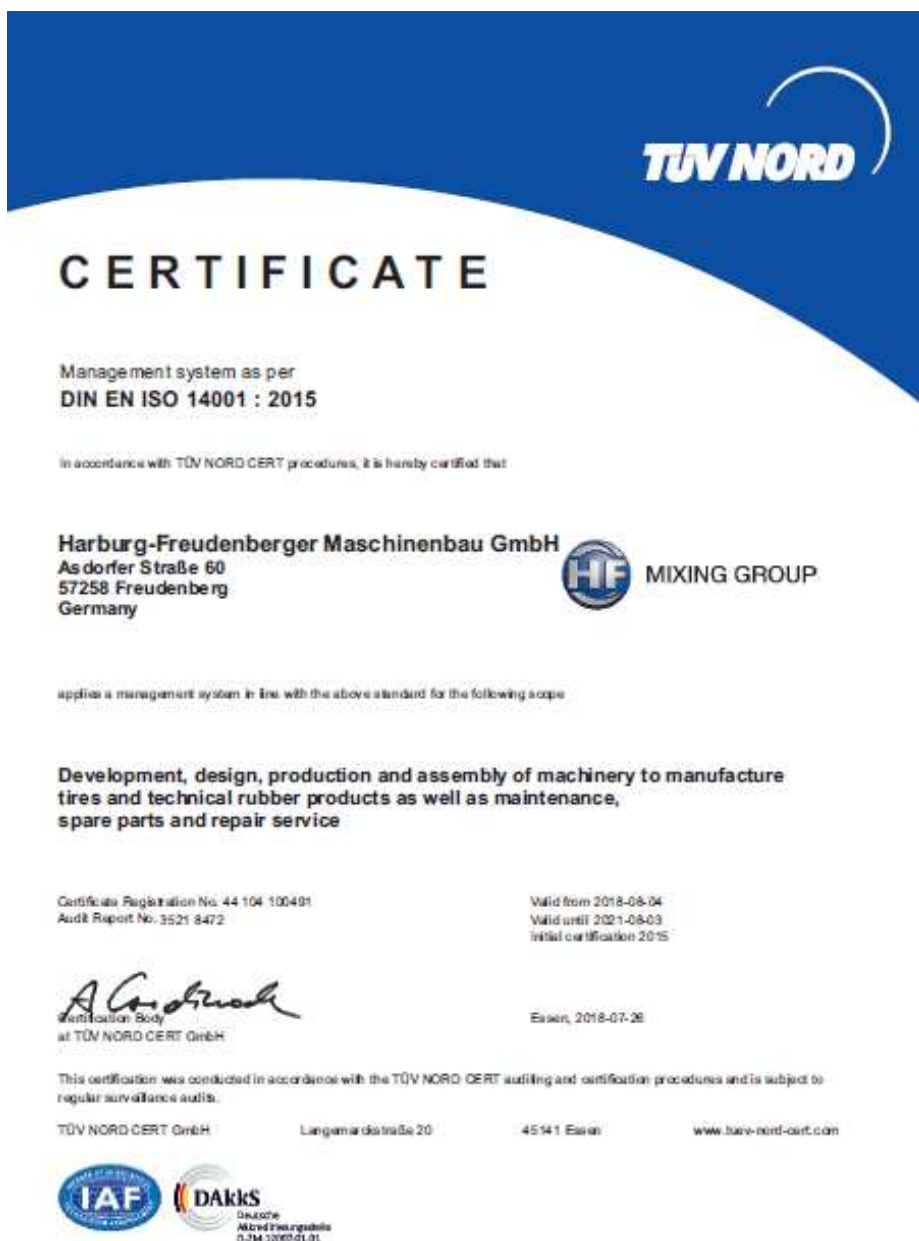 TÜV NORD
CERTIFICATE
Management system as per
DIN EN ISO 14001 : 2015
In accordance with TÜV NORD CERT procedures, it is hereby certified that
Harburg-Freudenberger Maschinenbau GmbH
Asdorfer Straße 60
57258 Freudenberg
Germany
HF MIXING GROUP
applies a management system in line with the above standard for the following scope
Development, design, production and assembly of machinery to manufacture
tires and technical rubber products as well as maintenance,
spare parts and repair service
Certificate Registration No. 44 104 100491
Audit Report No. 3521 8472
Valid from 2018-08-04
Valid until 2021-08-03
Initial certification 2015
Certification Body
at TÜV NORD CERT GmbH
Essen, 2018-07-26
This certification was conducted in accordance with the TÜV NORD CERT auditing and certification procedures and is subject to
regular surveillance audits.
TÜV NORD CERT GmbH Langemarckstraße 20 45141 Essen www.tuev-nord-cert.com
IAF
DAkkS
Deutsche
Akkreditierungsstelle